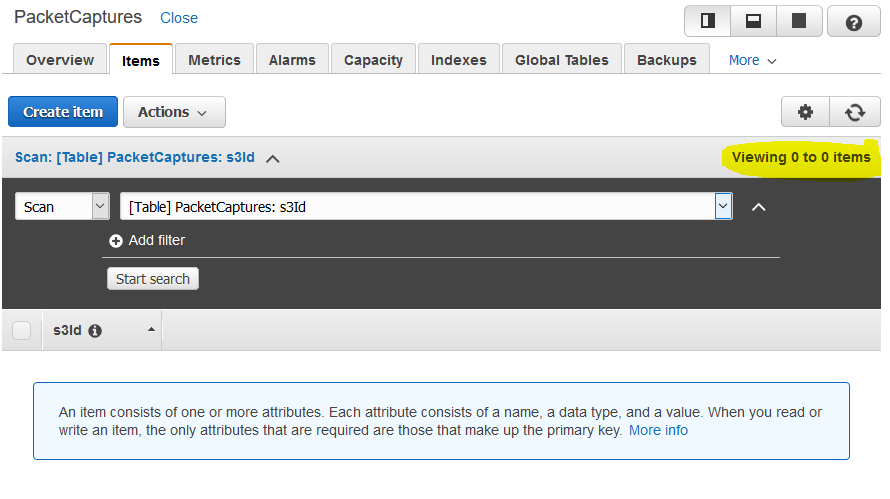 PacketCaptures Close
Overview Items Metrics Alarms Capacity Indexes Global Tables Backups More
Create item Actions
Scan: [Table] PacketCaptures: s3Id Viewing 0 to 0 items
Scan [Table] PacketCaptures: s3Id
Add filter
Start search
s3Id
An item consists of one or more attributes. Each attribute consists of a name, a data type, and a value. When you read or
write an item, the only attributes that are required are those that make up the primary key. More info